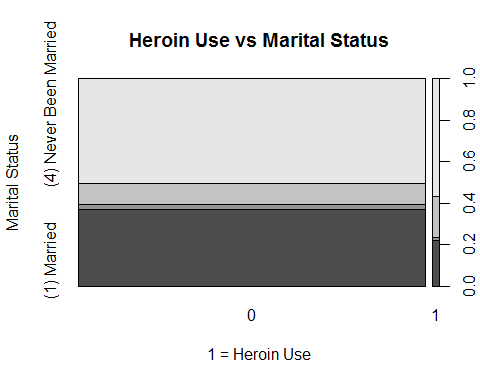 Heroin Use vs Marital Status
Marital Status
(4) Never Been Married
(1) Married
1.0
0.8
0.6
0.4
0.2
0.0
0
1
1 = Heroin Use